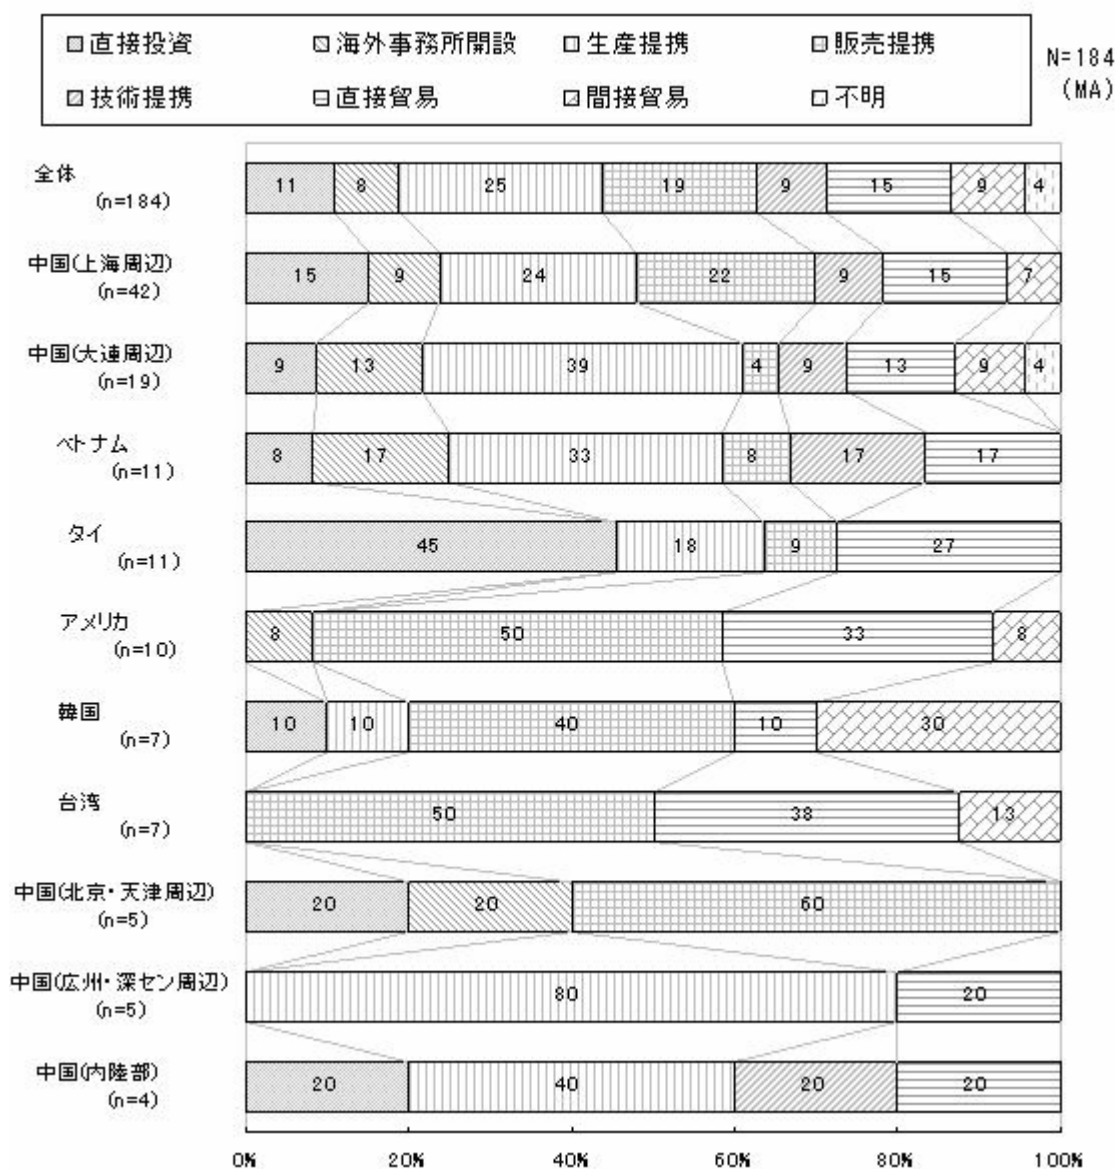 直接投資 海外事務所開設 生産提携 販売提携
技術提携 直接貿易 間接貿易 不明
N=184
(MA)
全体
(n=184)
11 8 25 19 9 15 9 4
中国(上海周辺)
(n=42)
15 9 24 22 9 15 7
中国(大連周辺)
(n=19)
9 13 39 4 9 13 9 4
ベトナム
(n=11)
8 17 33 8 17 17
タイ
(n=11)
45 18 9 27
アメリカ
(n=10)
8 50 33 8
韓国
(n=7)
10 10 40 10 30
台湾
(n=7)
50 38 13
中国(北京・天津周辺)
(n=5)
20 20 60
中国(広州・深セン周辺)
(n=5)
80 20
中国(内陸部)
(n=4)
20 40 20 20
0% 20% 40% 60% 80% 100%